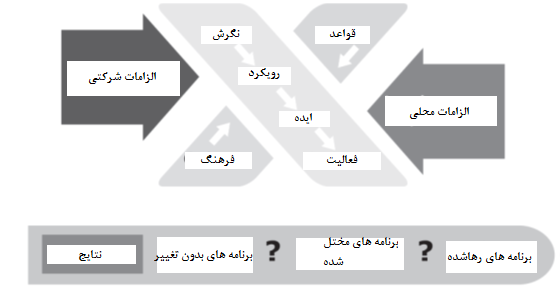 نگرش
قواعد
الزامات شرکتی
رویکرد
الزامات محلی
ایده
فرهنگ
فعالیت
نتایج
برنامه های بدون تغییر
?
برنامه های مختل
شده
?
برنامه های رهاشده